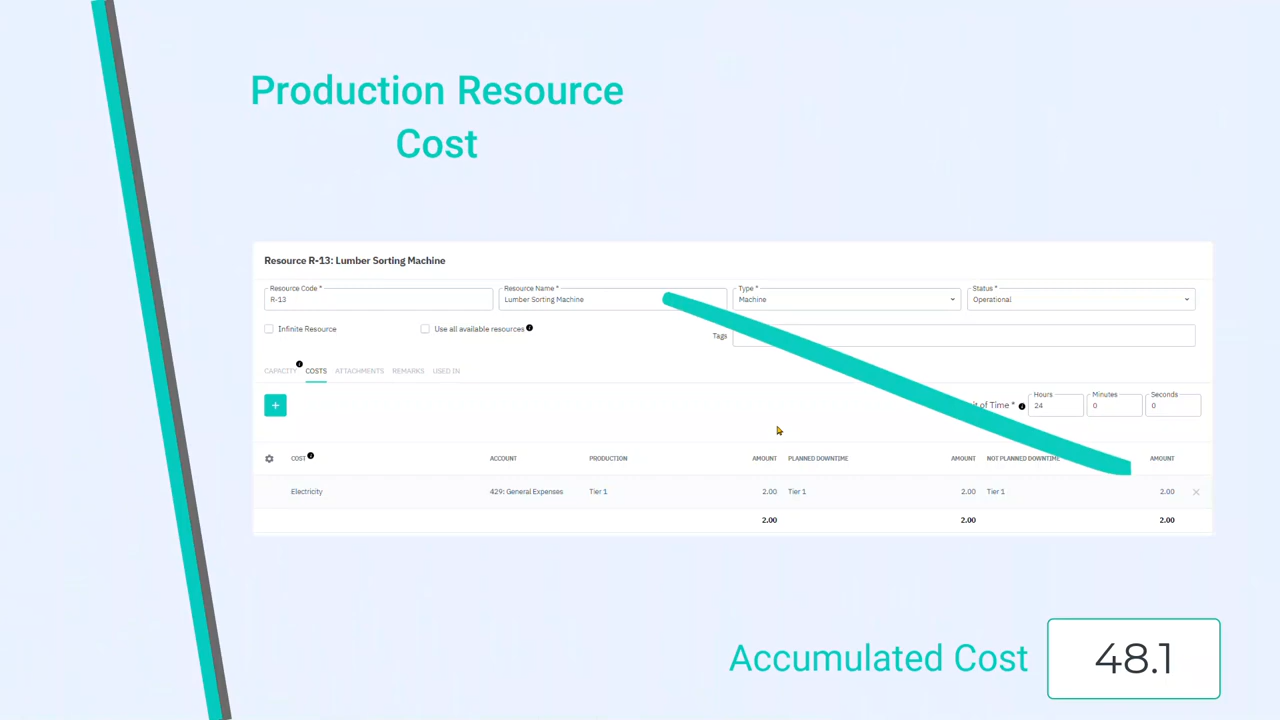 Production Resource
Cost
Resource R-13: Lumber Sorting Machine
Resource Code * Resource Name * Type * Status *
R-13 Lumber Sorting Machine Machine Operational
Infinite Resource Use all available resources Tags
CAPACITY COSTS ATTACHMENTS REMARKS USED IN
Hours Minutes Seconds
of Time * 24 0 0
COST ACCOUNT PRODUCTION AMOUNT PLANNED DOWNTIME AMOUNT NOT PLANNED DOWNTIME AMOUNT
Electricity 429: General Expenses Tier 1 2.00 Tier 1 2.00 Tier 1 2.00
2.00 2.00 2.00
Accumulated Cost 48.1